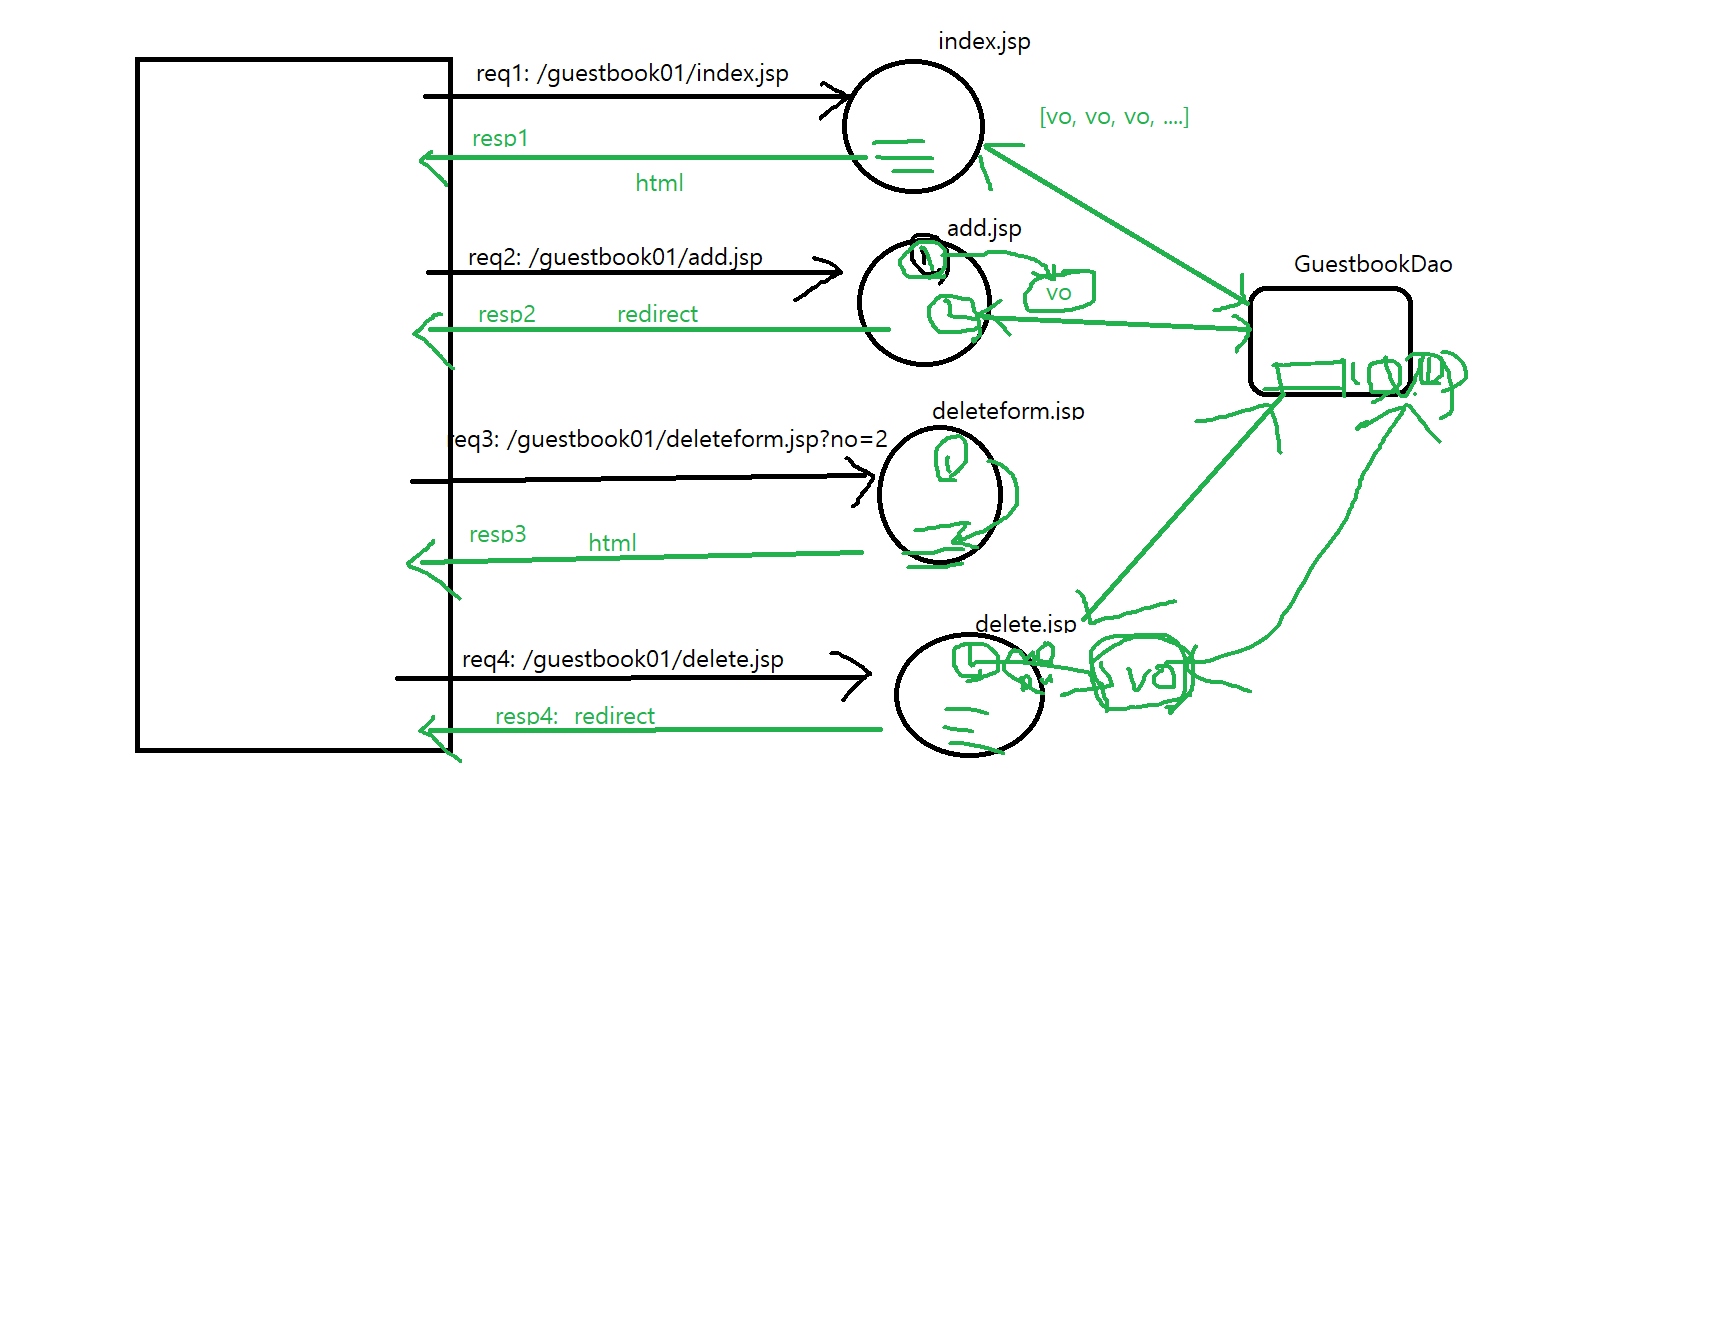 index.jsp
req1: /guestbook01/index.jsp
[vo, vo, vo, ....]
resp1
html
add.jsp
req2: /guestbook01/add.jsp
GuestbookDao
vo
resp2 redirect
deleteform.jsp
req3: /guestbook01/deleteform.jsp?no=2
resp3
html
delete.jsp
req4: /guestbook01/delete.jsp
vo
resp4: redirect